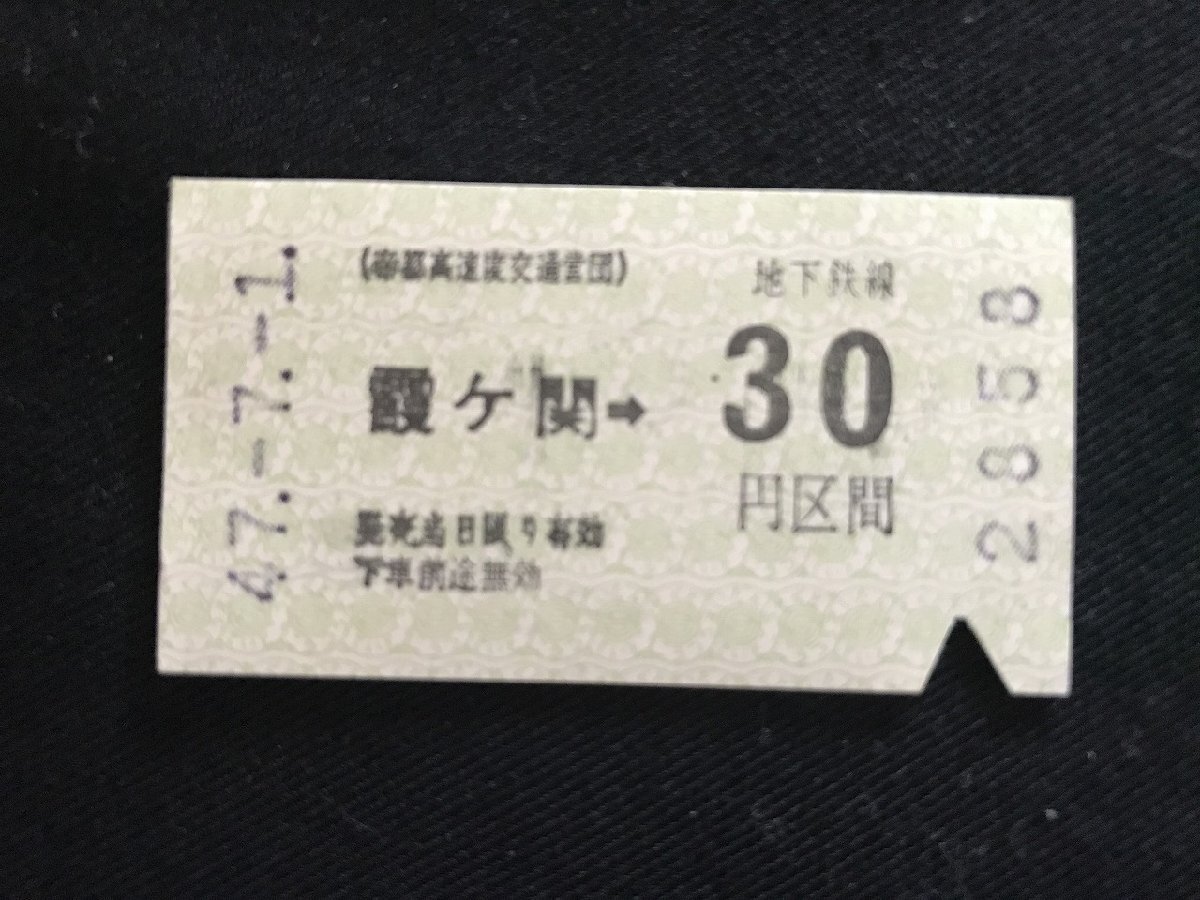 47.-7.-1.
(帝都高速度交通営団)
霞ケ関➡
発売当日限り有効
下車前途無効
地下鉄線
30
円区間
2858